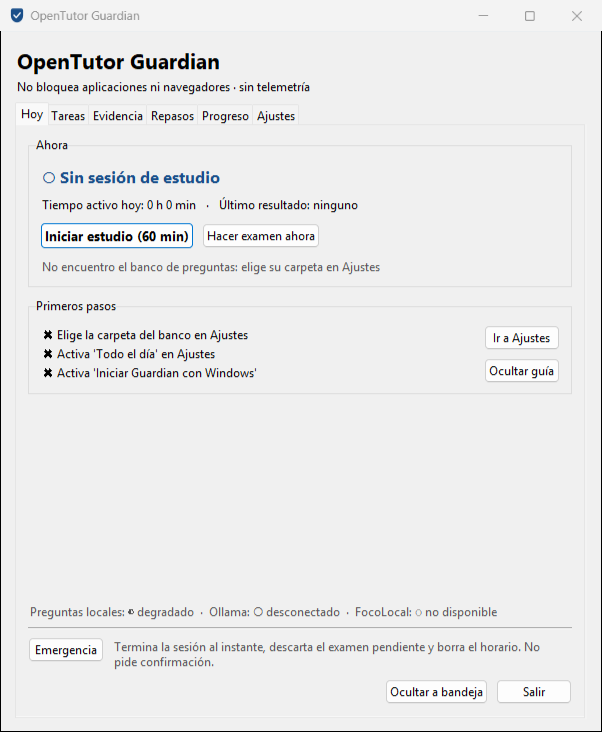 OpenTutor Guardian
OpenTutor Guardian
No bloquea aplicaciones ni navegadores · sin telemetría
Hoy Tareas Evidencia Repasos Progreso Ajustes
Ahora
Sin sesión de estudio
Tiempo activo hoy: 0 h 0 min · Último resultado: ninguno
Iniciar estudio (60 min) Hacer examen ahora
No encuentro el banco de preguntas: elige su carpeta en Ajustes
Primeros pasos
✖ Elige la carpeta del banco en Ajustes
Ir a Ajustes
✖ Activa 'Todo el día' en Ajustes
✖ Activa 'Iniciar Guardian con Windows'
Ocultar guía
Preguntas locales: degradado · Ollama: desconectado · FocoLocal: no disponible
Emergencia
Termina la sesión al instante, descarta el examen pendiente y borra el horario. No
pide confirmación.
Ocultar a bandeja Salir